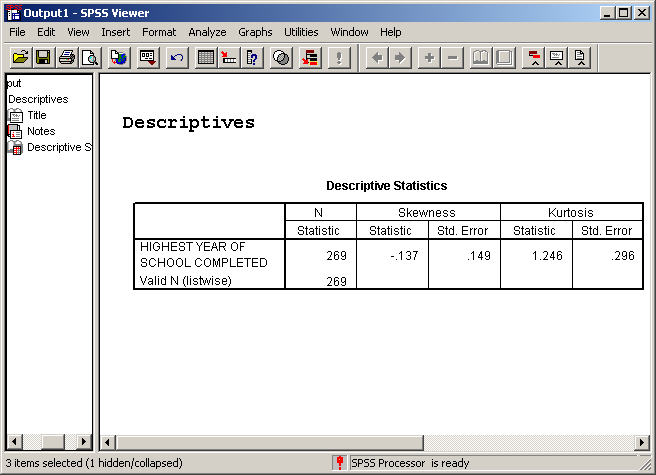 Output1 - SPSS Viewer
File Edit View Insert Format Analyze Graphs Utilities Window Help
put
Descriptives
Title
Notes
Descriptive S
Descriptives
Descriptive Statistics
N Skewness Kurtosis
Statistic Statistic Std. Error Statistic Std. Error
HIGHEST YEAR OF
SCHOOL COMPLETED 269 -.137 .149 1.246 .296
Valid N (listwise) 269
3 items selected (1 hidden/collapsed) SPSS Processor is ready